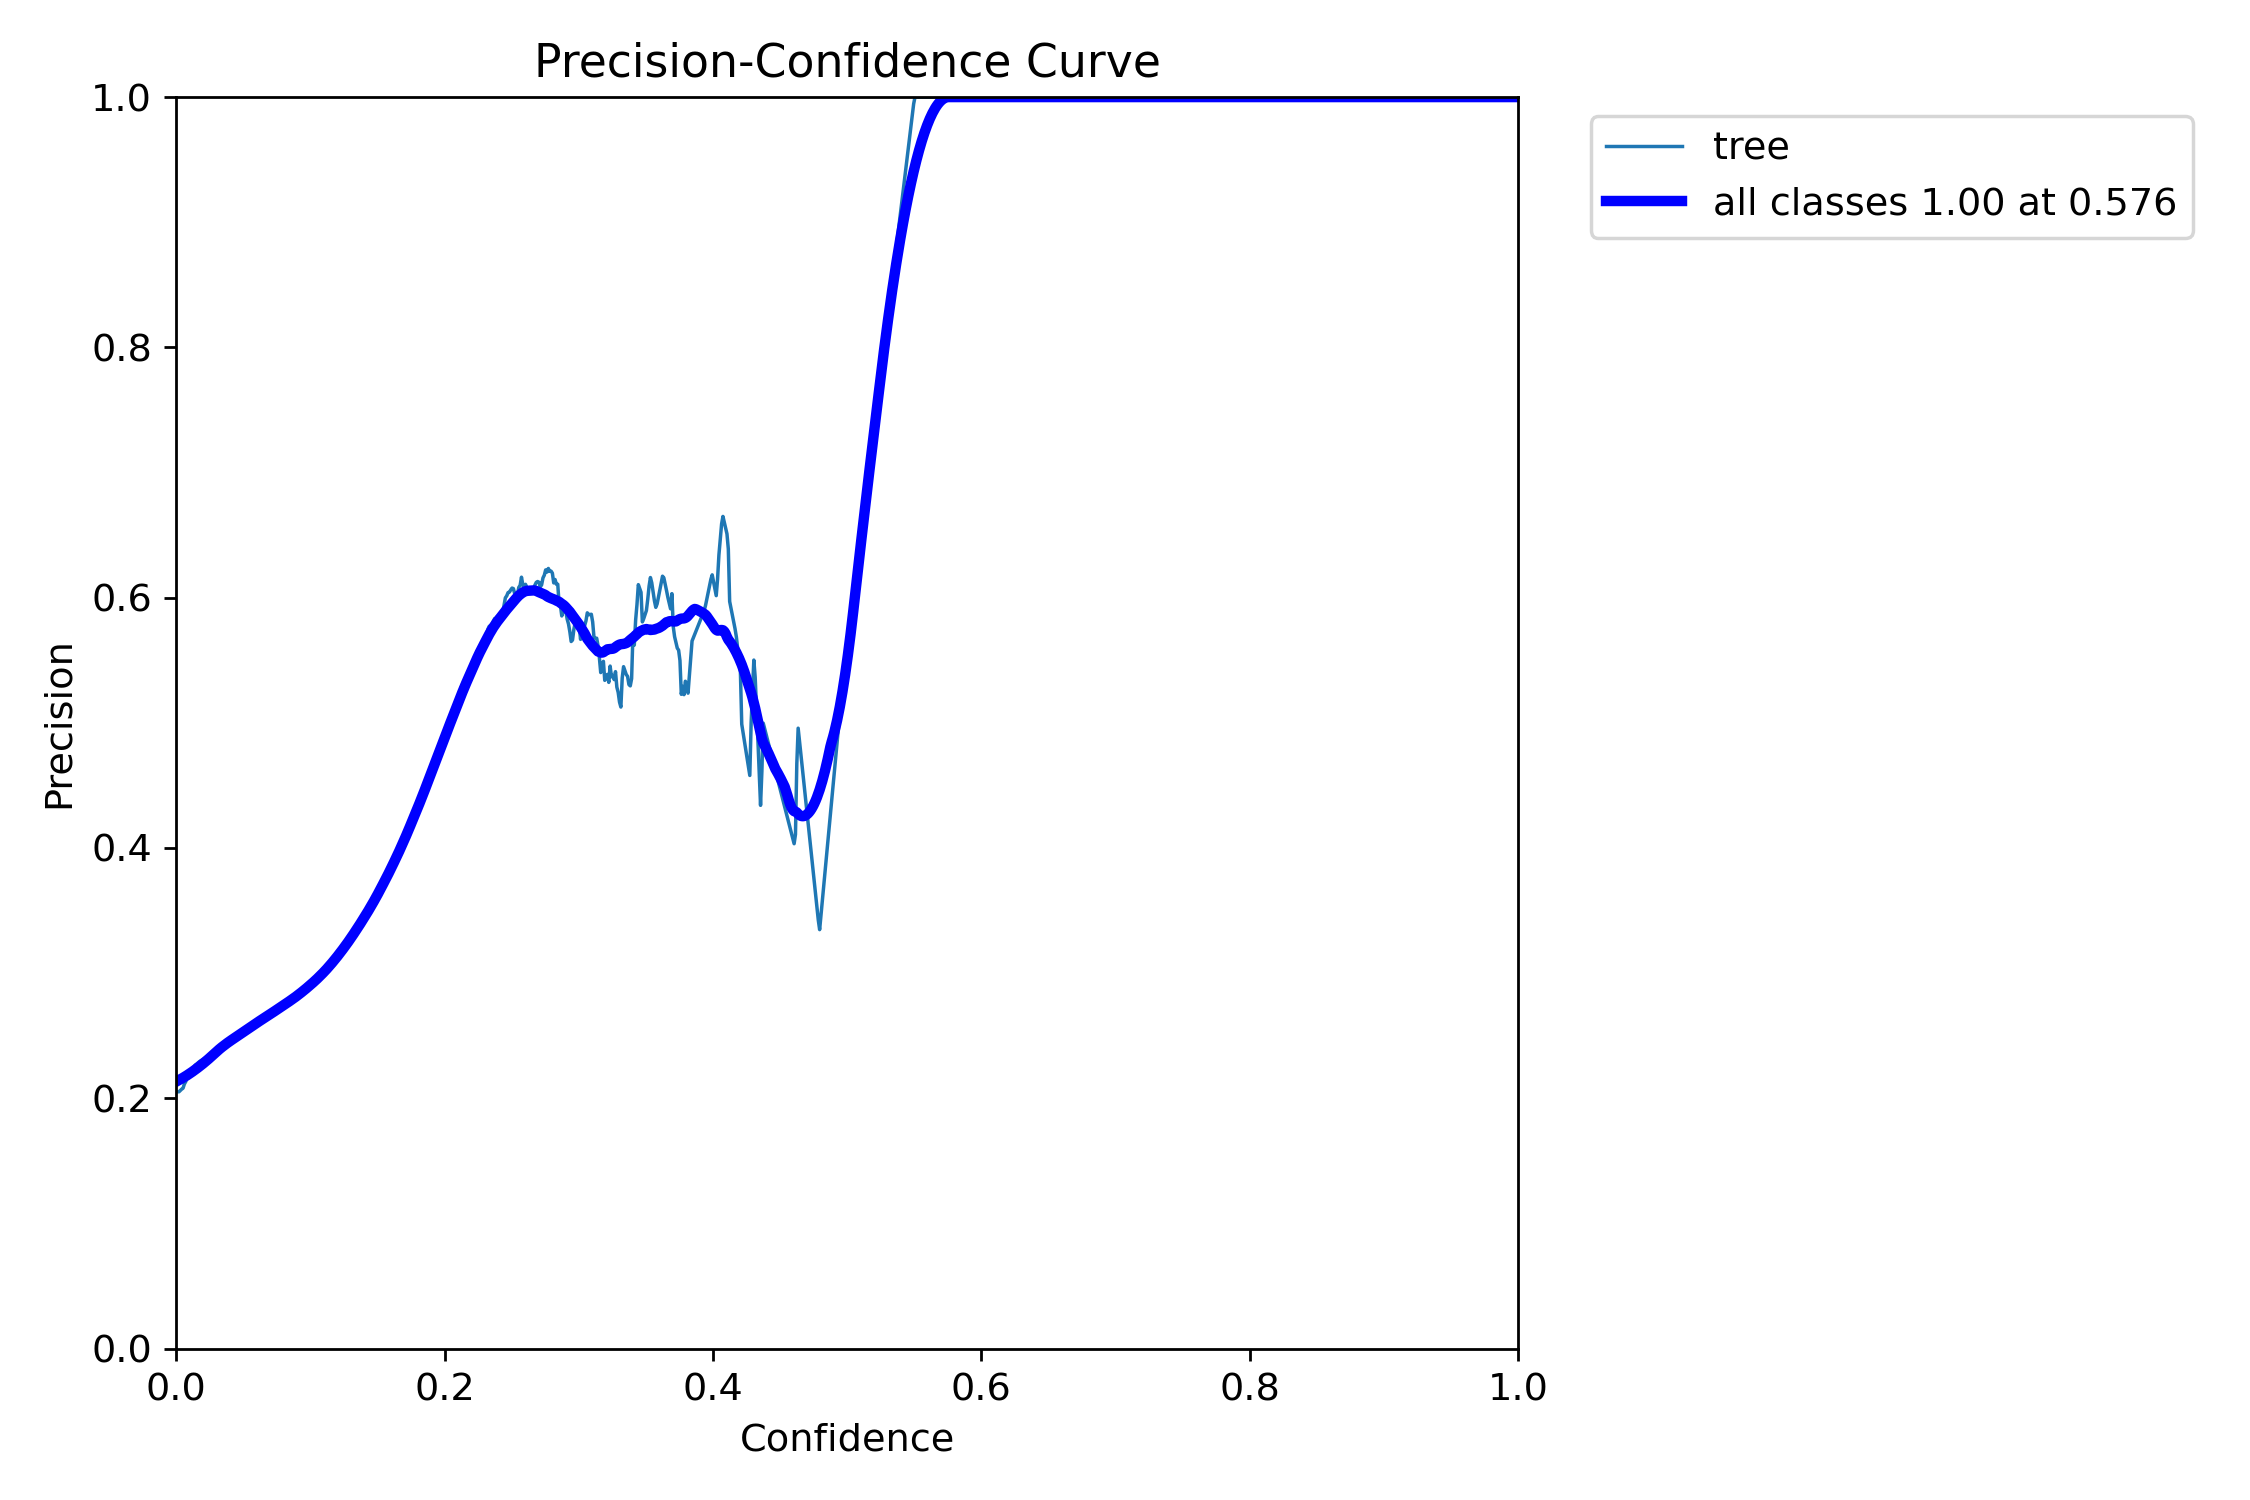 Precision-Confidence Curve
1.0
0.8
0.6
0.4
0.2
0.0
Precision
0.0 0.2 0.4 0.6 0.8 1.0
Confidence
tree
all classes 1.00 at 0.576